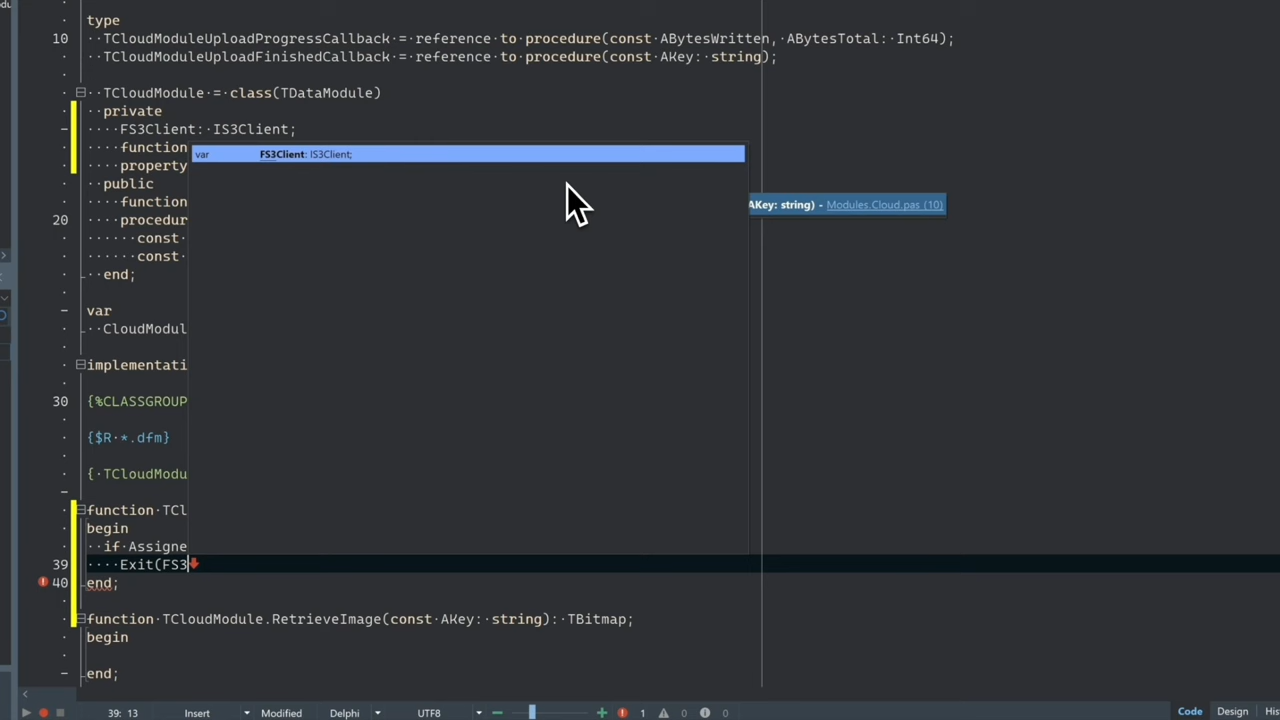 type
10 TCloudModuleUploadProgressCallback = reference to procedure(const ABytesWritten, ABytesTotal: Int64);
TCloudModuleUploadFinishedCallback = reference to procedure(const AKey: string);
TCloudModule = class(TDataModule)
private
FS3Client: IS3Client;
function
var FS3Client: IS3Client;
property
public
function
AKey: string) - Modules.Cloud.pas (10)
20 procedur
const
const
end;
var
CloudModul
implementati
30 {%CLASSGROUP
{$R *.dfm}
{ TCloudModu
function TCl
begin
if Assigne
39 Exit(FS3
40 end;
function TCloudModule.RetrieveImage(const AKey: string): TBitmap;
begin
end;
39: 13 Insert Modified Delphi UTF8 1 0 0 Code Design His